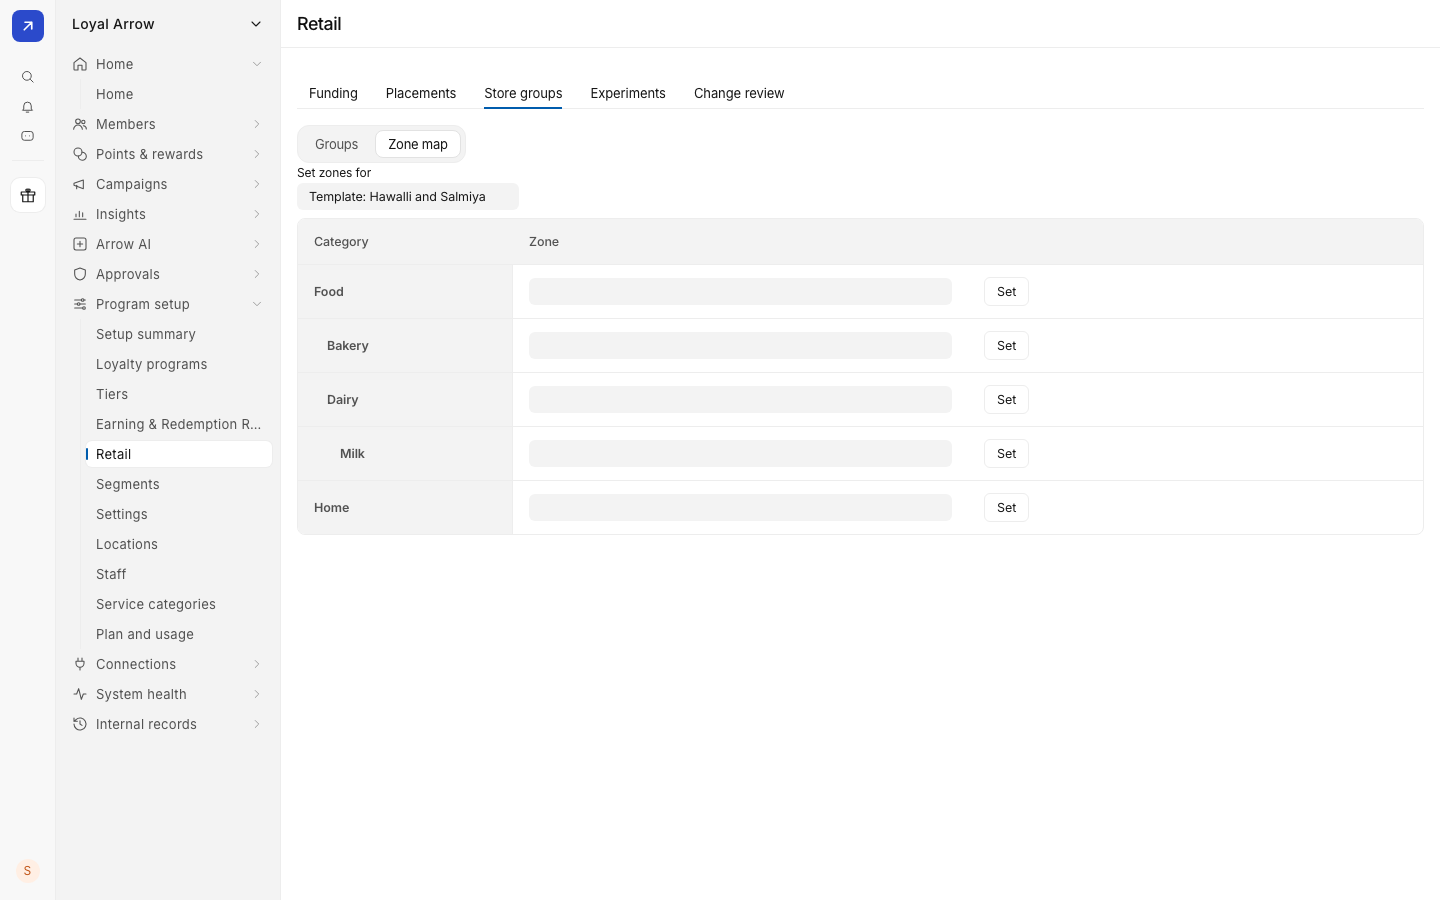 Loyal Arrow
Home
Home
Members
Points & rewards
Campaigns
Insights
Arrow AI
Approvals
Program setup
Setup summary
Loyalty programs
Tiers
Earning & Redemption R...
Retail
Segments
Settings
Locations
Staff
Service categories
Plan and usage
Connections
System health
Internal records
S
Retail
Funding Placements Store groups Experiments Change review
Groups Zone map
Set zones for
Template: Hawalli and Salmiya
Category Zone
Food Set
Bakery Set
Dairy Set
Milk Set
Home Set